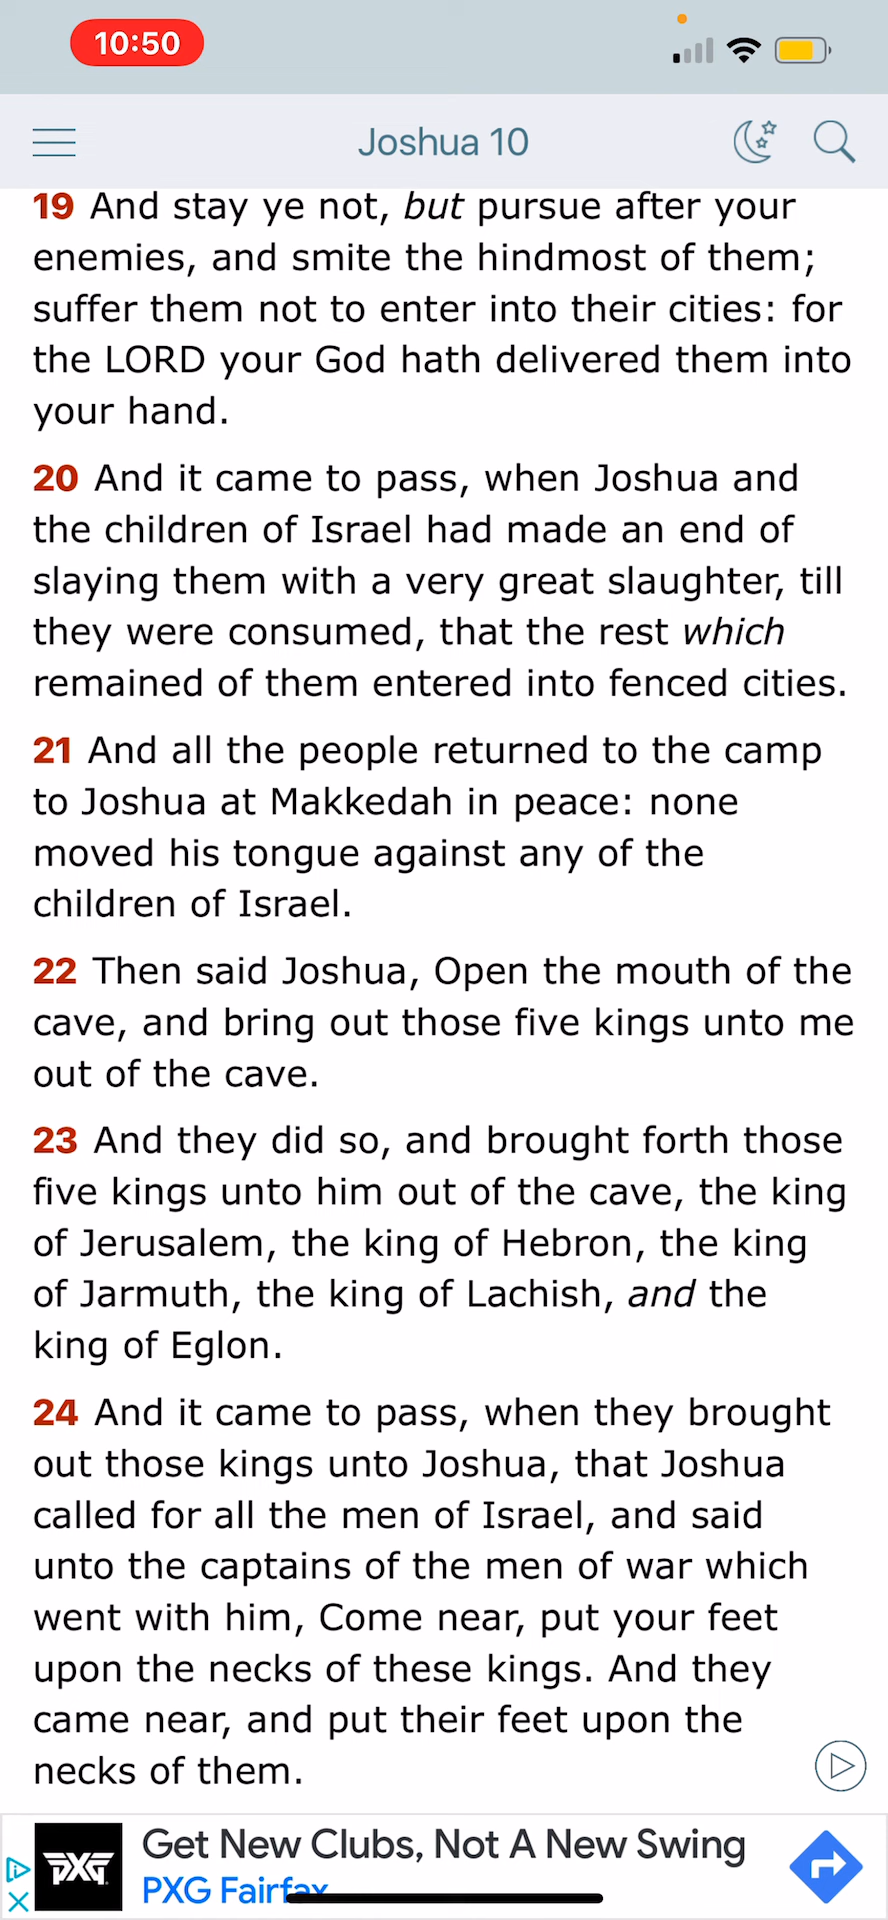 10:50
Joshua 10
19 And stay ye not, but pursue after your
enemies, and smite the hindmost of them;
suffer them not to enter into their cities: for
the LORD your God hath delivered them into
your hand.
20 And it came to pass, when Joshua and
the children of Israel had made an end of
slaying them with a very great slaughter, till
they were consumed, that the rest which
remained of them entered into fenced cities.
21 And all the people returned to the camp
to Joshua at Makkedah in peace: none
moved his tongue against any of the
children of Israel.
22 Then said Joshua, Open the mouth of the
cave, and bring out those five kings unto me
out of the cave.
23 And they did so, and brought forth those
five kings unto him out of the cave, the king
of Jerusalem, the king of Hebron, the king
of Jarmuth, the king of Lachish, and the
king of Eglon.
24 And it came to pass, when they brought
out those kings unto Joshua, that Joshua
called for all the men of Israel, and said
unto the captains of the men of war which
went with him, Come near, put your feet
upon the necks of these kings. And they
came near, and put their feet upon the
necks of them.
PXG
Get New Clubs, Not A New Swing
PXG Fairfax